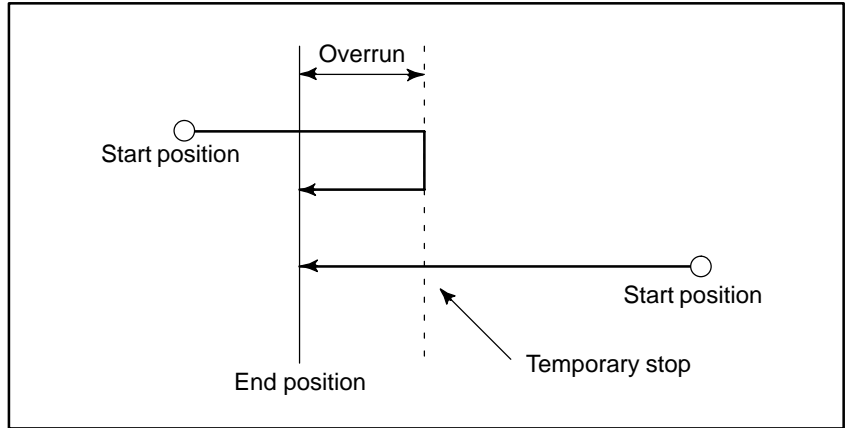 Overrun
Start position
Start position
Temporary stop
End position